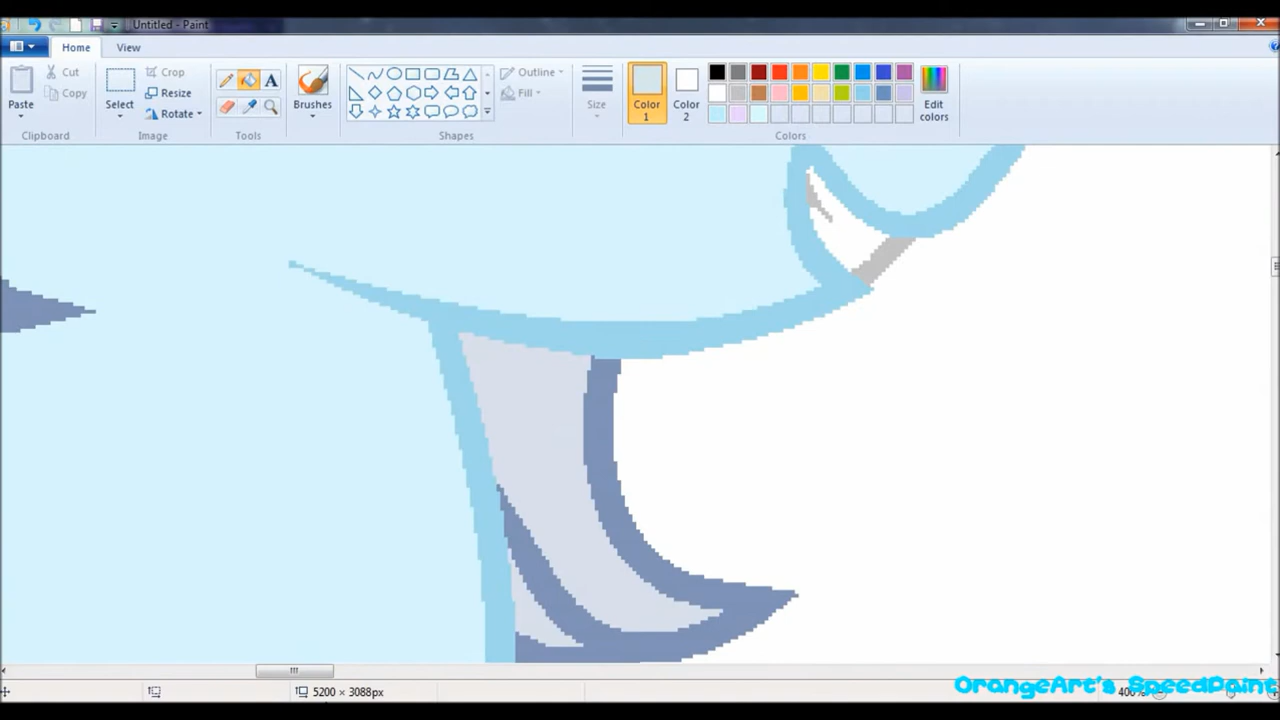 Untitled - Paint
Home View
Paste
Cut
Copy
Clipboard
Select
Crop
Resize
Rotate
Image
A
Tools
Brushes
Outline
Fill
Shapes
Size
Color 1
Color 2
Edit colors
Colors
5200 × 3088px
400%
OrangeArt's SpeedPaint